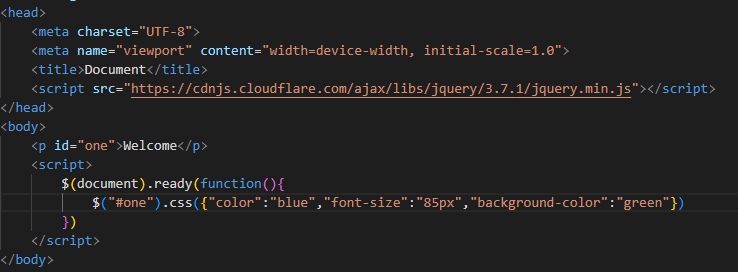 <head>
    <meta charset="UTF-8">
    <meta name="viewport" content="width=device-width, initial-scale=1.0">
    <title>Document</title>
    <script src="https://cdnjs.cloudflare.com/ajax/libs/jquery/3.7.1/jquery.min.js"></script>
</head>
<body>
    <p id="one">Welcome</p>
    <script>
        $(document).ready(function(){
            $("#one").css({"color":"blue","font-size":"85px","background-color":"green"})
        })
    </script>
</body>